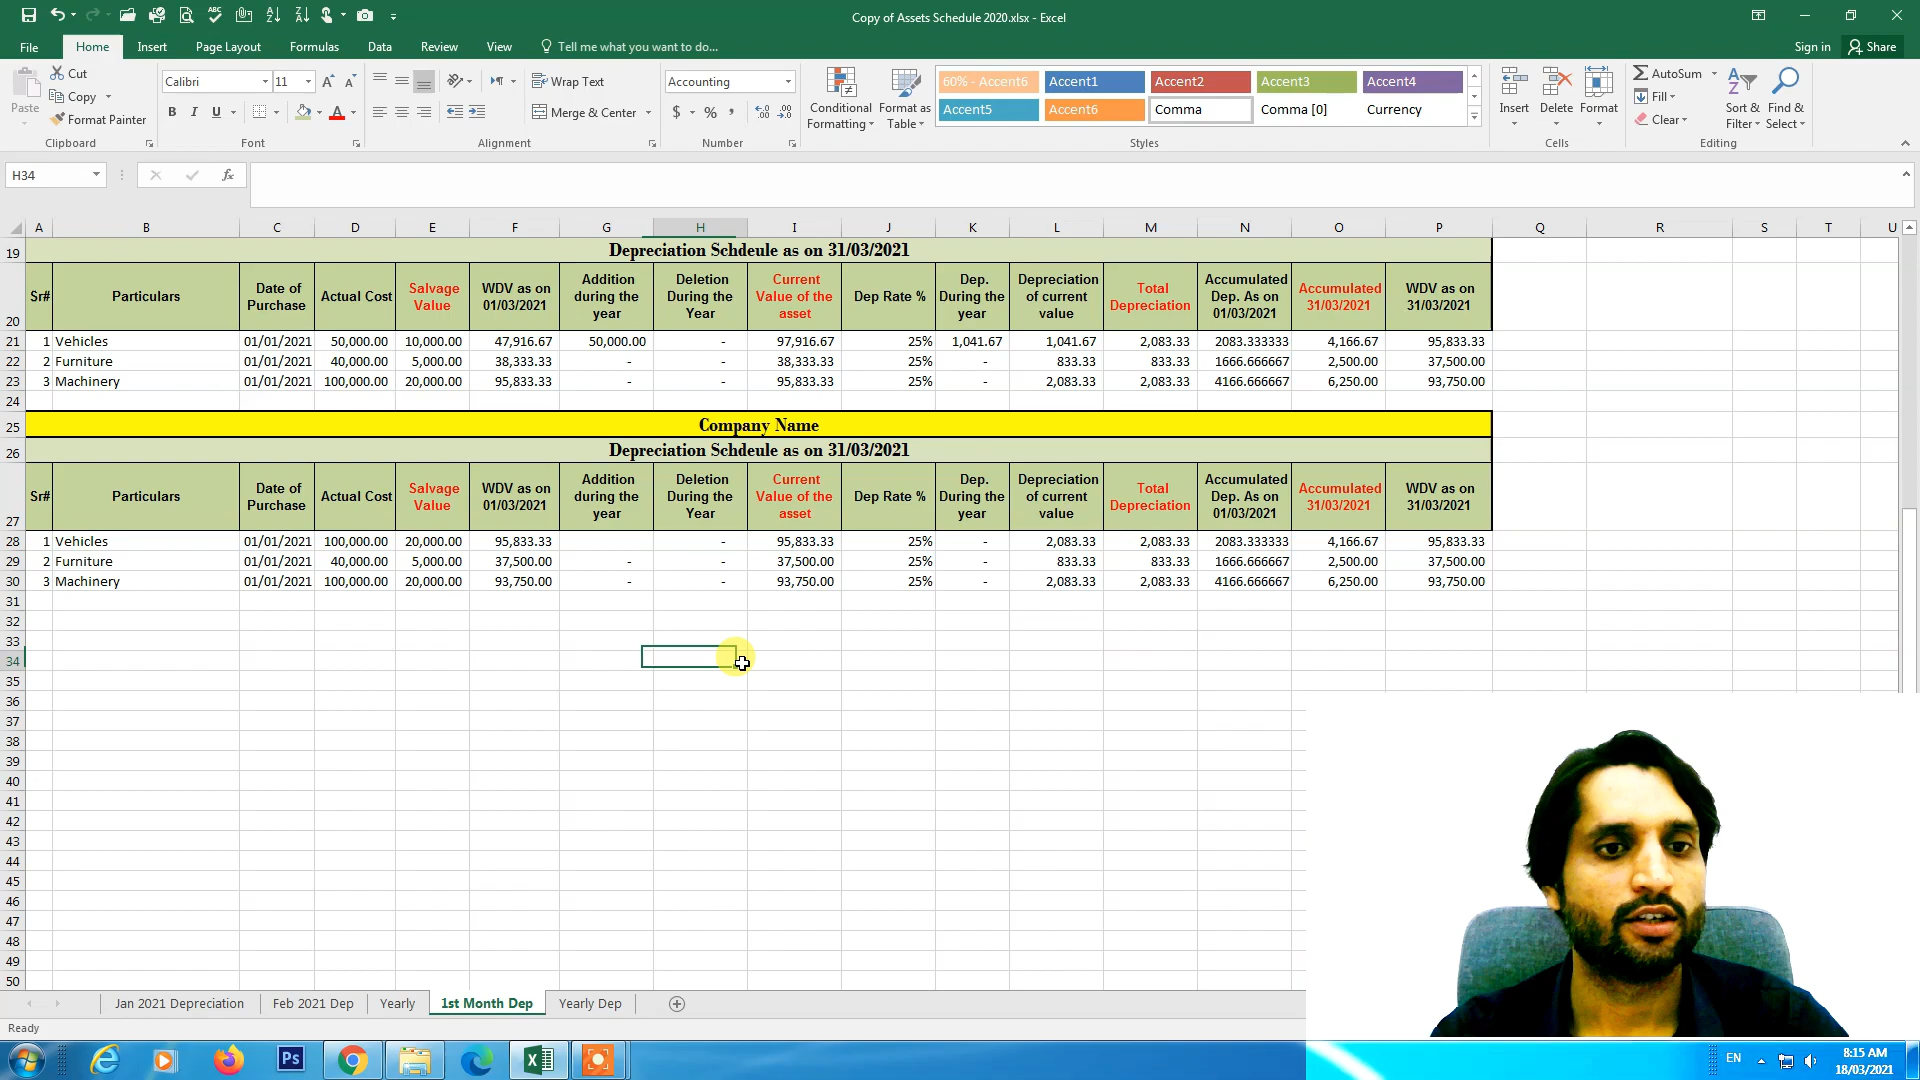 Copy of Assets Schedule 2020.xlsx - Excel
File Home Insert Page Layout Formulas Data Review View Tell me what you want to do... Sign in Share
Paste Cut Copy Format Painter Clipboard
Calibri 11 B I U Font
Wrap Text Merge & Center Alignment
Accounting $ % , Number
Conditional Formatting Format as Table
60% - Accent6 Accent1 Accent2 Accent3 Accent4
Accent5 Accent6 Comma Comma [0] Currency
Styles
Insert Delete Format Cells
AutoSum Fill Clear Sort & Filter Find & Select Editing
H34 fx
A B C D E F G H I J K L M N O P Q R S T U
19 Depreciation Schdeule as on 31/03/2021
20 Sr# Particulars Date of Purchase Actual Cost Salvage Value WDV as on 01/03/2021 Addition during the year Deletion During the Year Current Value of the asset Dep Rate % Dep. During the year Depreciation of current value Total Depreciation Accumulated Dep. As on 01/03/2021 Accumulated 31/03/2021 WDV as on 31/03/2021
21 1 Vehicles 01/01/2021 50,000.00 10,000.00 47,916.67 50,000.00 - 97,916.67 25% 1,041.67 1,041.67 2,083.33 2083.333333 4,166.67 95,833.33
22 2 Furniture 01/01/2021 40,000.00 5,000.00 38,333.33 - - 38,333.33 25% - 833.33 833.33 1666.666667 2,500.00 37,500.00
23 3 Machinery 01/01/2021 100,000.00 20,000.00 95,833.33 - - 95,833.33 25% - 2,083.33 2,083.33 4166.666667 6,250.00 93,750.00
24
25 Company Name
26 Depreciation Schdeule as on 31/03/2021
27 Sr# Particulars Date of Purchase Actual Cost Salvage Value WDV as on 01/03/2021 Addition during the year Deletion During the Year Current Value of the asset Dep Rate % Dep. During the year Depreciation of current value Total Depreciation Accumulated Dep. As on 01/03/2021 Accumulated 31/03/2021 WDV as on 31/03/2021
28 1 Vehicles 01/01/2021 100,000.00 20,000.00 95,833.33 - 95,833.33 25% - 2,083.33 2,083.33 2083.333333 4,166.67 95,833.33
29 2 Furniture 01/01/2021 40,000.00 5,000.00 37,500.00 - - 37,500.00 25% - 833.33 833.33 1666.666667 2,500.00 37,500.00
30 3 Machinery 01/01/2021 100,000.00 20,000.00 93,750.00 - - 93,750.00 25% - 2,083.33 2,083.33 4166.666667 6,250.00 93,750.00
31
32
33
34
35
36
37
38
39
40
41
42
43
44
45
46
47
48
49
50
Jan 2021 Depreciation Feb 2021 Dep Yearly 1st Month Dep Yearly Dep
Ready
Ps EN 8:15 AM
18/03/2021